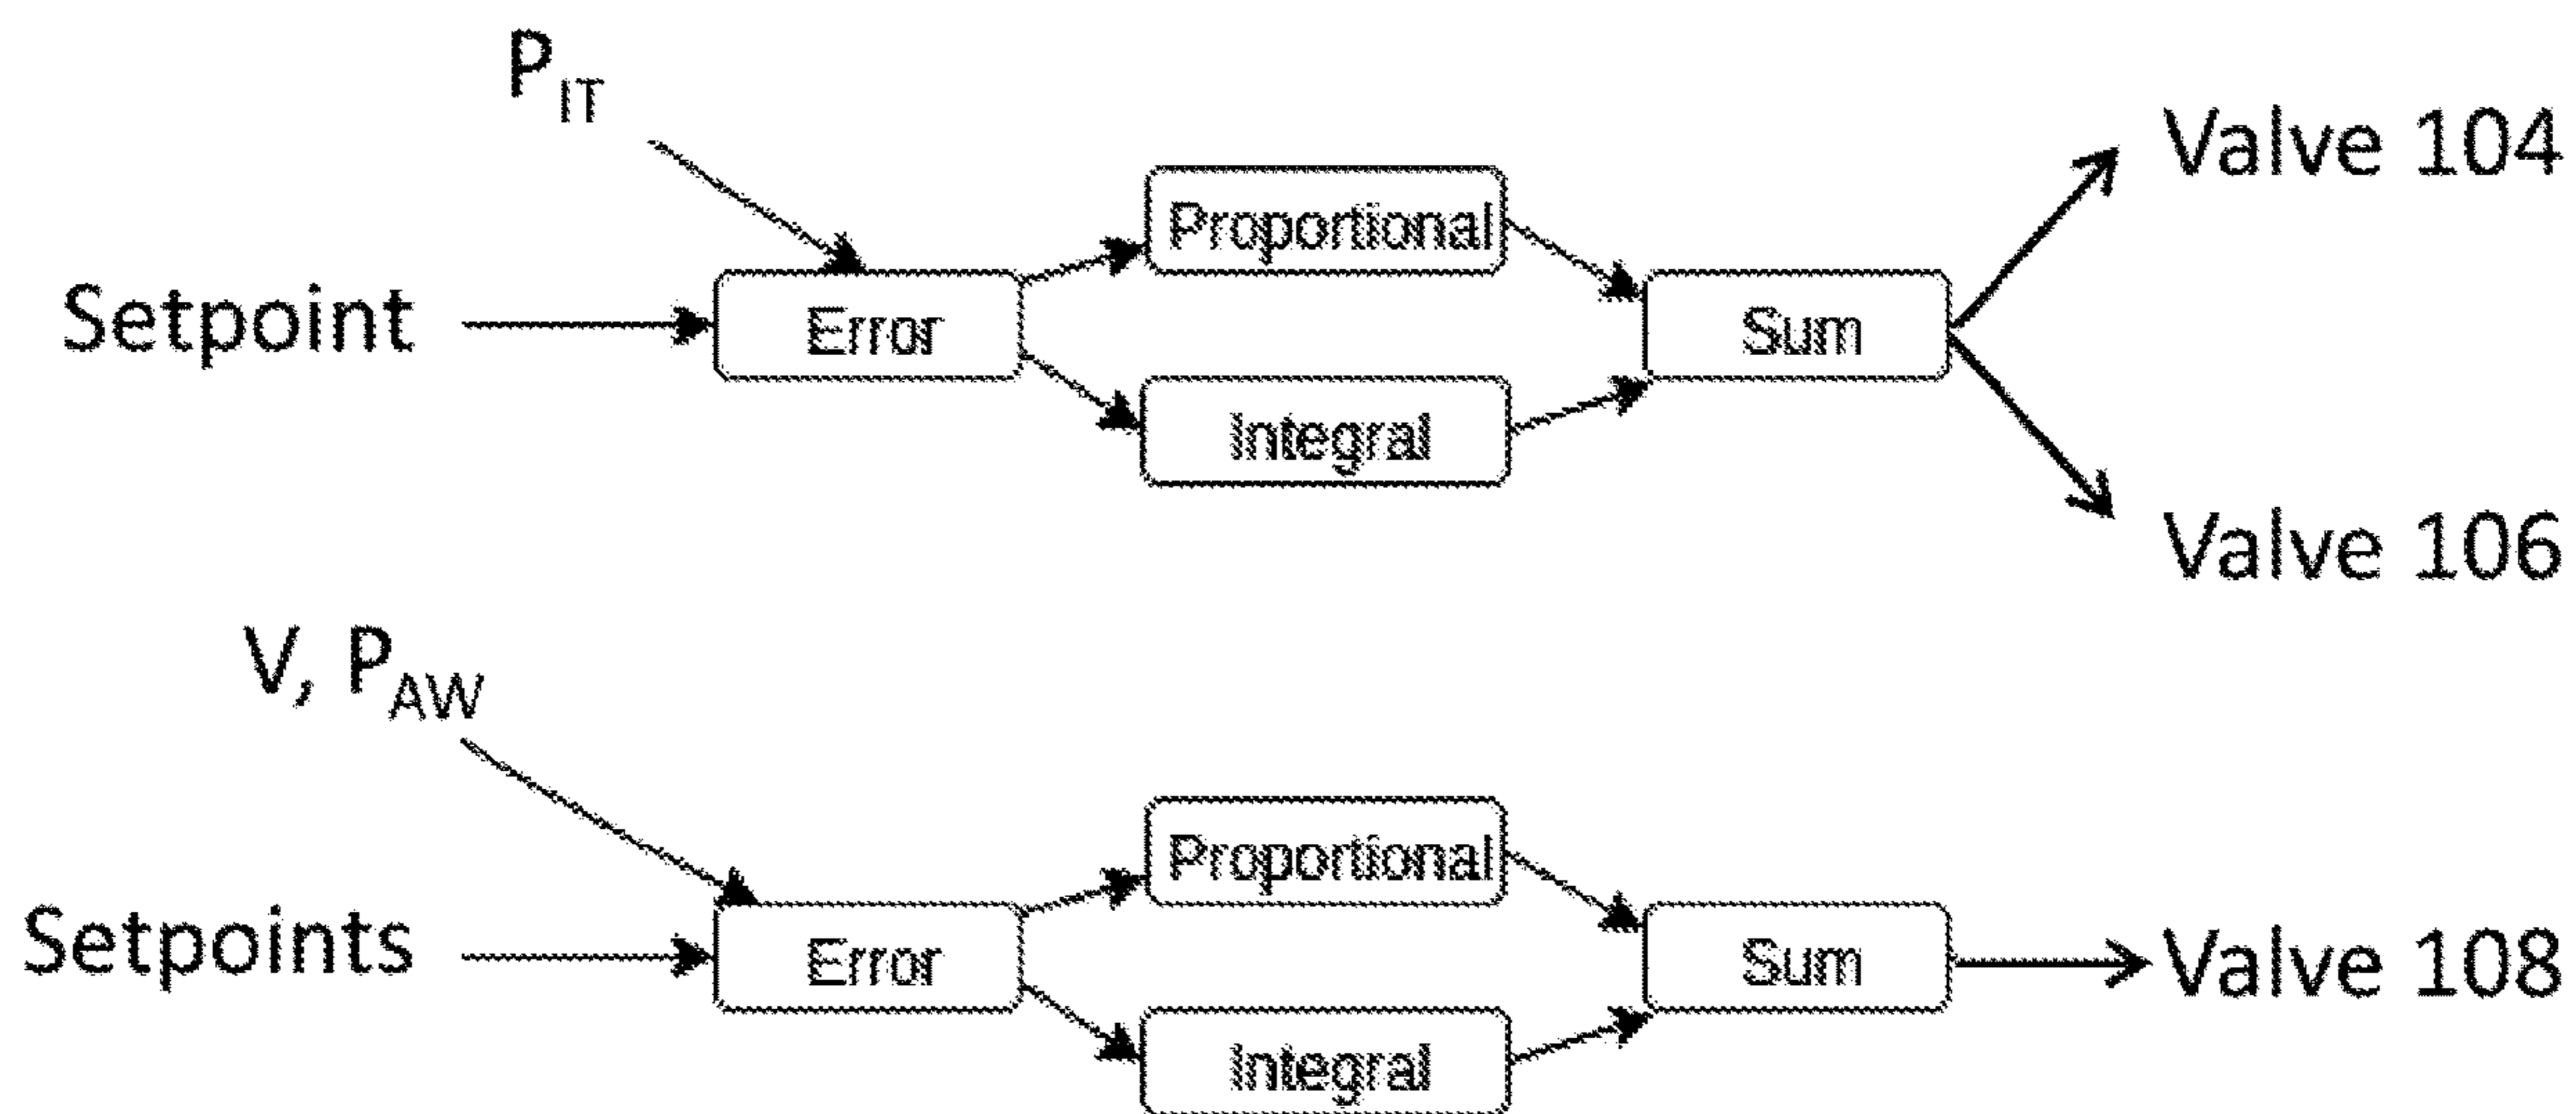 P_IT
Proportional
Valve 104
Setpoint
Error
Sum
Integral
Valve 106
V, P_AW
Proportional
Setpoints
Error
Sum
Valve 108
Integral